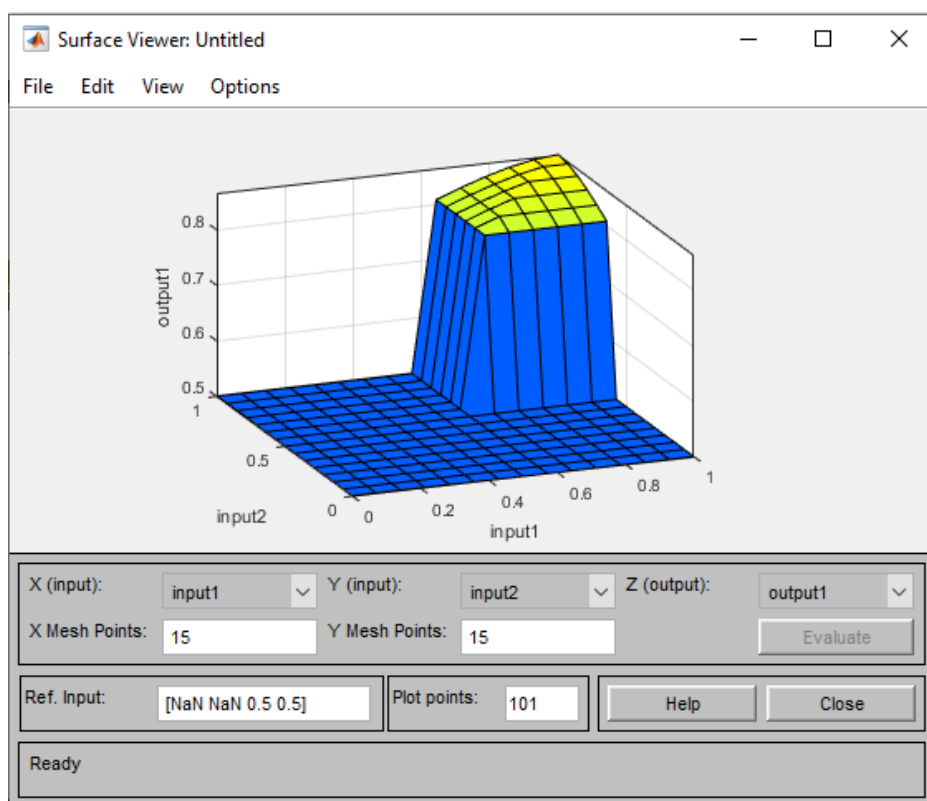 Surface Viewer: Untitled
File Edit View Options
0.8
0.7
0.6
0.5
output1
1
0.5
0
input2
0
0.2
0.4
0.6
0.8
1
input1
X (input): input1 Y (input): input2 Z (output): output1
X Mesh Points: 15 Y Mesh Points: 15 Evaluate
Ref. Input: [NaN NaN 0.5 0.5] Plot points: 101 Help Close
Ready